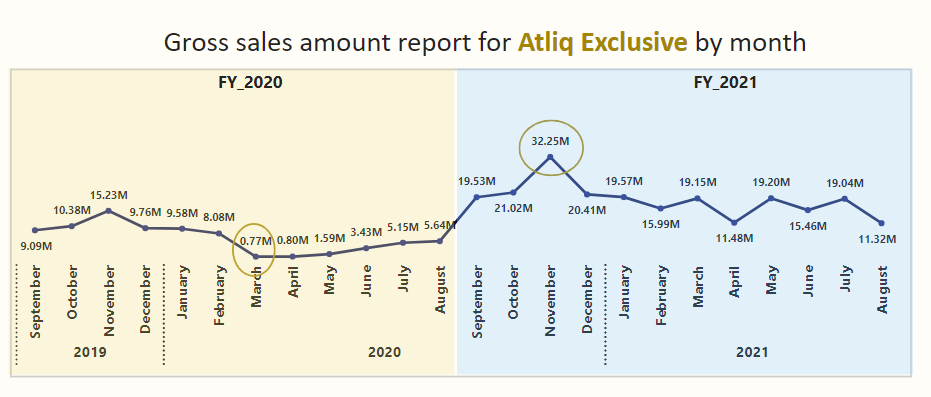 Gross sales amount report for Atliq Exclusive by month
FY_2020 FY_2021
9.09M 10.38M 15.23M 9.76M 9.58M 8.08M 0.77M 0.80M 1.59M 3.43M 5.15M 5.64M 19.53M 21.02M 32.25M 20.41M 19.57M 15.99M 19.15M 11.48M 19.20M 15.46M 19.04M 11.32M
September October November December January February March April May June July August September October November December January February March April May June July August
2019 2020 2021